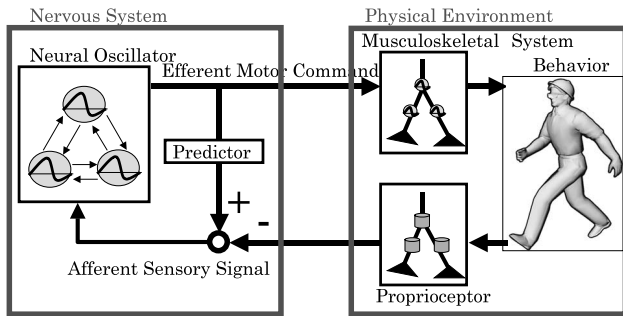 Nervous System
Physical Environment
Neural Oscillator
Efferent Motor Command
Musculoskeletal System
Behavior
Predictor
+
-
Afferent Sensory Signal
Proprioceptor